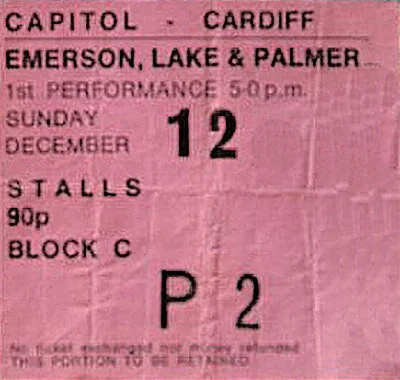 CAPITOL - CARDIFF
EMERSON, LAKE & PALMER
1st PERFORMANCE 5-0 p.m.
SUNDAY
DECEMBER 12
STALLS
90p
BLOCK C
P 2
No ticket exchanged nor money refunded
THIS PORTION TO BE RETAINED